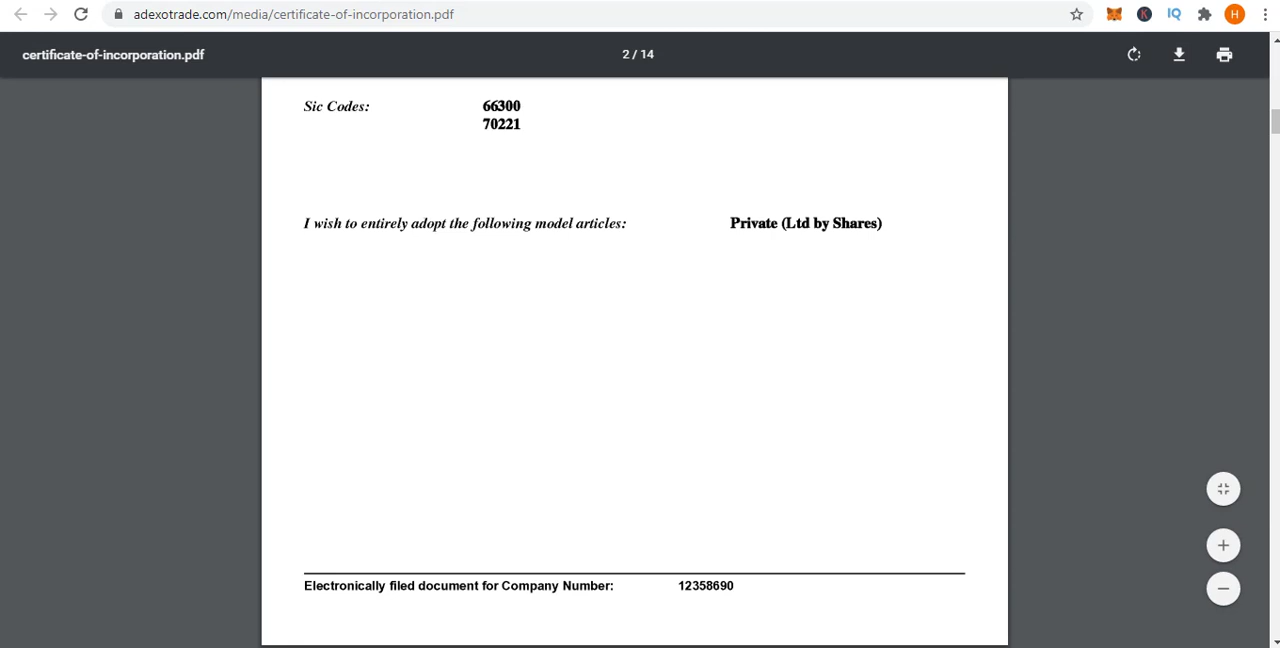 adexotrade.com/media/certificate-of-incorporation.pdf
K
IQ
H
certificate-of-incorporation.pdf
2 / 14
Sic Codes: 66300
70221
I wish to entirely adopt the following model articles: Private (Ltd by Shares)
Electronically filed document for Company Number: 12358690